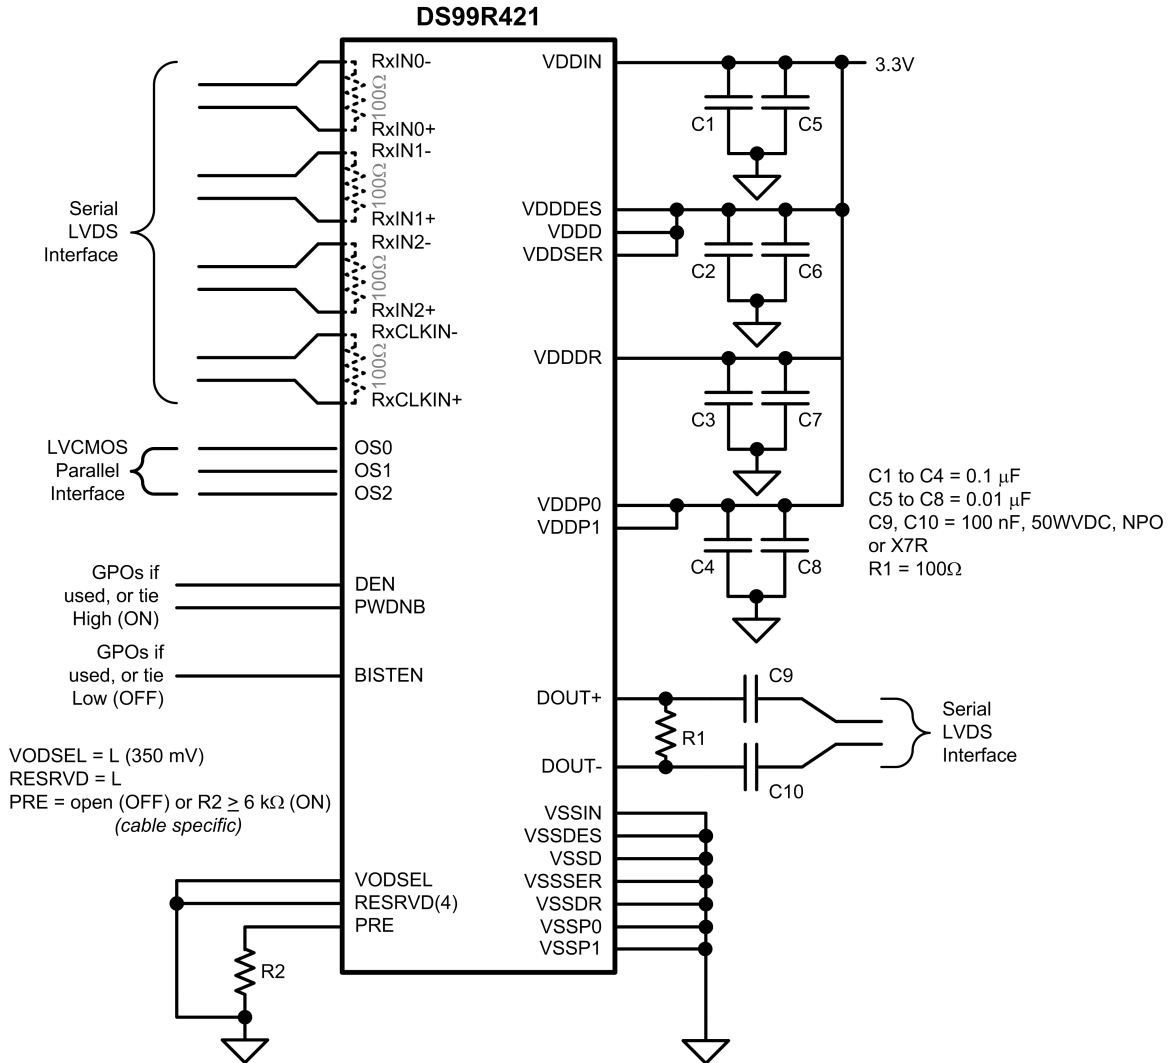 DS99R421
RxIN0-
100Ω
RxIN0+
RxIN1-
100Ω
RxIN1+
RxIN2-
100Ω
RxIN2+
RxCLKIN-
100Ω
RxCLKIN+
Serial
LVDS
Interface
LVCMOS
Parallel
Interface
OS0
OS1
OS2
GPOs if
used, or tie
High (ON)
DEN
PWDNB
GPOs if
used, or tie
Low (OFF)
BISTEN
VODSEL = L (350 mV)
RESRVD = L
PRE = open (OFF) or R2 ≥ 6 kΩ (ON)
(cable specific)
VODSEL
RESRVD(4)
PRE
R2
VDDIN
3.3V
C1
C5
VDDDES
VDDD
VDDSER
C2
C6
VDDDR
C3
C7
VDDP0
VDDP1
C4
C8
C1 to C4 = 0.1 μF
C5 to C8 = 0.01 μF
C9, C10 = 100 nF, 50WVDC, NPO
or X7R
R1 = 100Ω
DOUT+
C9
R1
DOUT-
C10
Serial
LVDS
Interface
VSSIN
VSSDES
VSSD
VSSSER
VSSDR
VSSP0
VSSP1